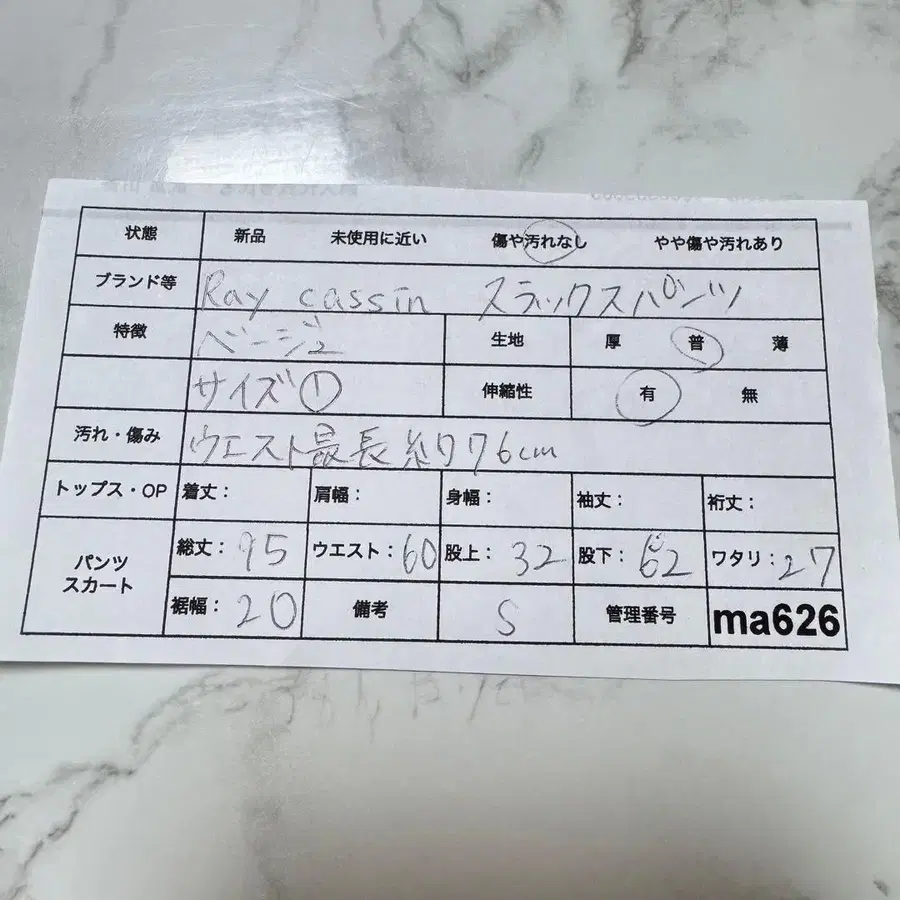 状態 新品 未使用に近い 傷や汚れなし やや傷や汚れあり
ブランド等 Ray cassin スラックスパンツ
特徴 ベージュ 生地 厚 普 薄
サイズ① 伸縮性 有 無
汚れ・傷み ウエスト最長 約76cm
トップス・OP 着丈: 肩幅: 身幅: 袖丈: 裄丈:
パンツ スカート 総丈:95 ウエスト:60 股上:32 股下:62 ワタリ:27
裾幅:20 備考 S 管理番号 ma626